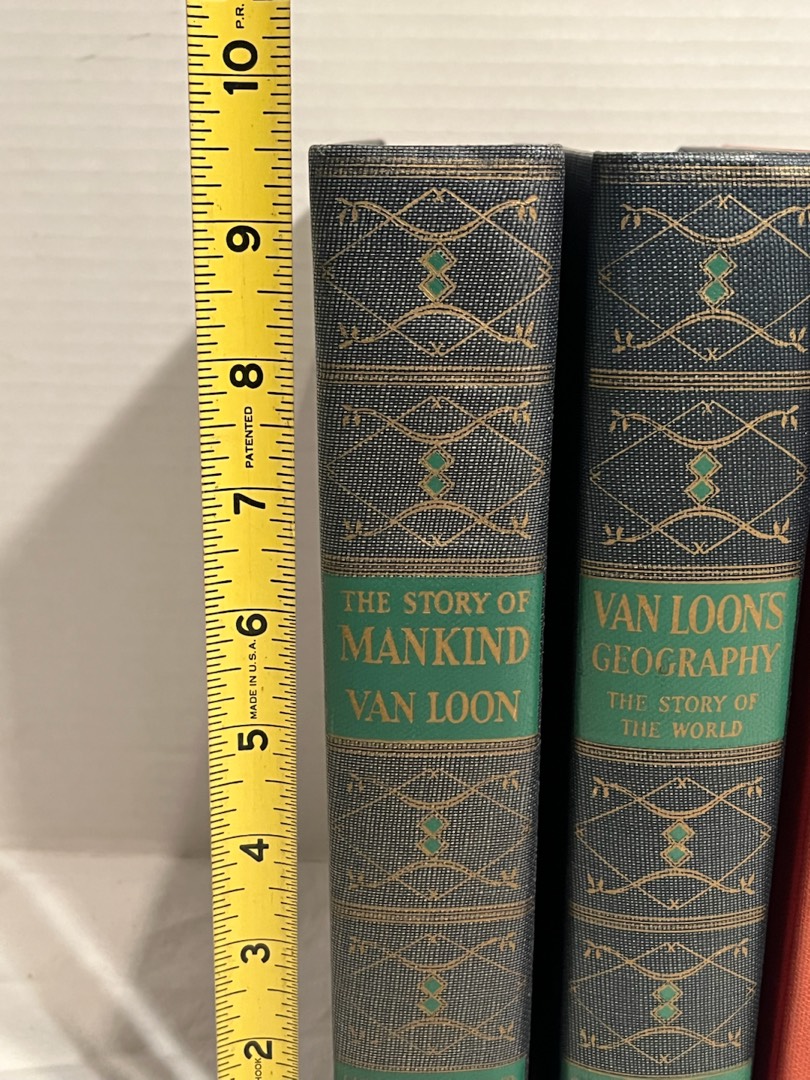 P.R.
10
9
8
PATENTED
7
6
MADE IN U.S.A.
5
4
3
2
HOOK
THE STORY OF
MANKIND
VAN LOON
VAN LOON'S
GEOGRAPHY
THE STORY OF
THE WORLD